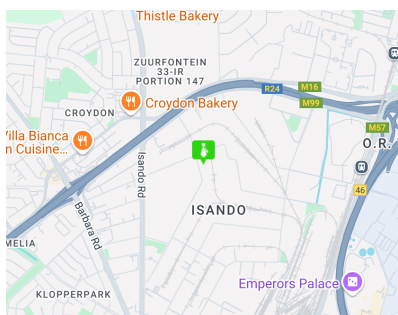 Thistle Bakery
ZUURFONTEIN
33-IR
PORTION 147
R24
M16
M99
CROYDON
Croydon Bakery
M57
Villa Bianca
n Cuisine...
O.R.
Isando Rd
46
Barbara Rd
ISANDO
MELIA
Emperors Palace
KLOPPERPARK